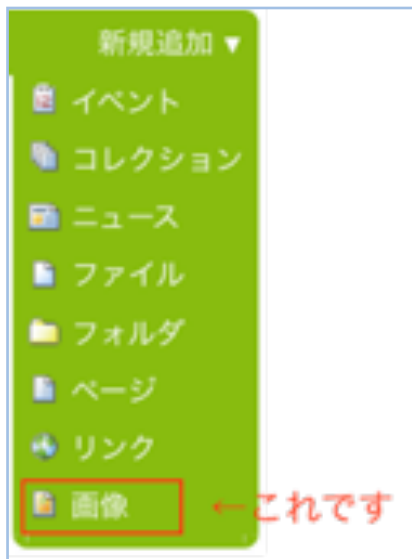 新規追加 ▼
イベント
コレクション
ニュース
ファイル
フォルダ
ページ
リンク
画像 ←これです